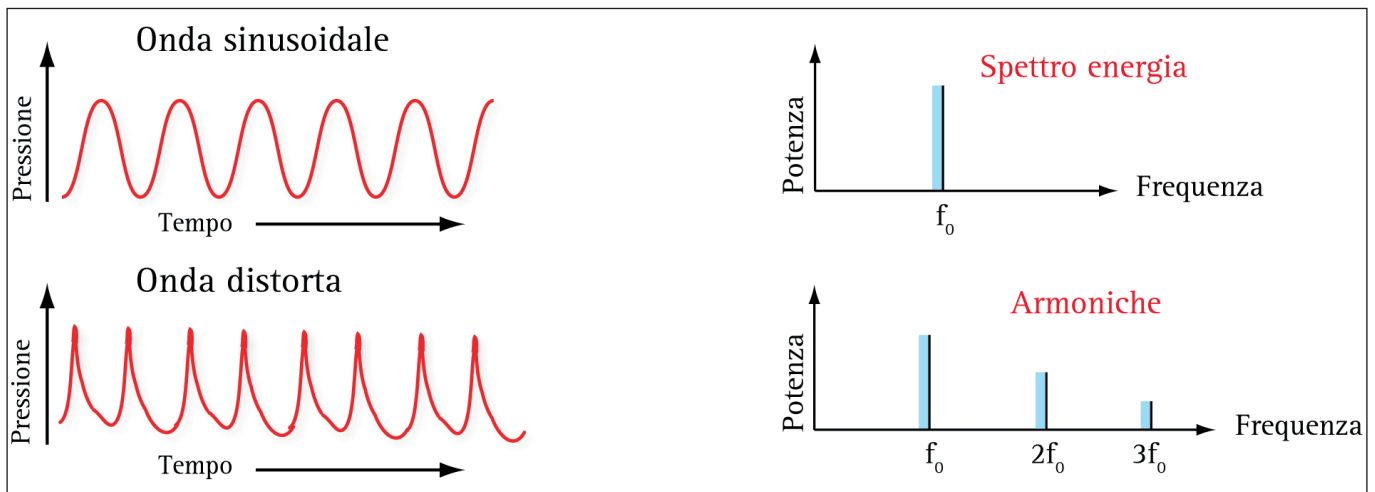 Onda sinusoidale
Pressione
Tempo
Spettro energia
Potenza
Frequenza
f₀
Onda distorta
Pressione
Tempo
Armoniche
Potenza
Frequenza
f₀ 2f₀ 3f₀